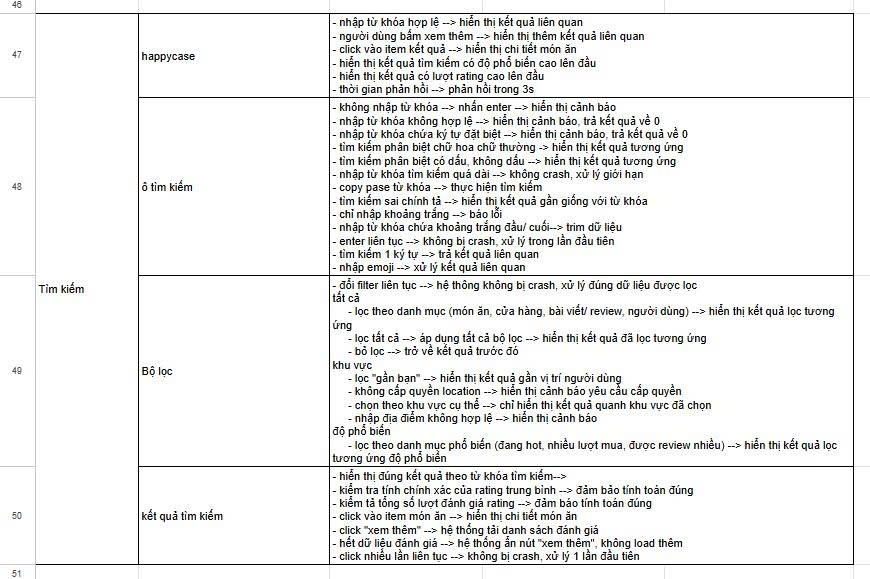 46
47
Tìm kiếm
happycase
- nhập từ khóa hợp lệ --> hiển thị kết quả liên quan
- người dùng bấm xem thêm --> hiển thị thêm kết quả liên quan
- click vào item kết quả --> hiển thị chi tiết món ăn
- hiển thị kết quả tìm kiếm có độ phổ biến cao lên đầu
- hiển thị kết quả có lượt rating cao lên đầu
- thời gian phản hồi --> phản hồi trong 3s
48
ô tìm kiếm
- không nhập từ khóa --> nhấn enter --> hiển thị cảnh báo
- nhập từ khóa không hợp lệ --> hiển thị cảnh báo, trả kết quả về 0
- nhập từ khóa chứa ký tự đặt biệt --> hiển thị cảnh báo, trả kết quả về 0
- tìm kiếm phân biệt chữ hoa chữ thường -> hiển thị kết quả tương ứng
- tìm kiếm phân biệt có dấu, không dấu --> hiển thị kết quả tương ứng
- nhập từ khóa tìm kiếm quá dài --> không crash, xử lý giới hạn
- copy pase từ khóa --> thực hiện tìm kiếm
- tìm kiếm sai chính tả --> hiển thị kết quả gần giống với từ khóa
- chỉ nhập khoảng trắng --> báo lỗi
- nhập từ khóa chứa khoảng trắng đầu/ cuối--> trim dữ liệu
- enter liên tục --> không bị crash, xử lý trong lần đầu tiên
- tìm kiếm 1 ký tự --> trả kết quả liên quan
- nhập emoji --> xử lý kết quả liên quan
49
Bộ lọc
- đổi filter liên tục --> hệ thống không bị crash, xử lý đúng dữ liệu được lọc
tất cả
- lọc theo danh mục (món ăn, cửa hàng, bài viết/ review, người dùng) --> hiển thị kết quả lọc tương
ứng
- lọc tất cả --> áp dụng tất cả bộ lọc --> hiển thị kết quả đã lọc tương ứng
- bỏ lọc --> trở về kết quả trước đó
khu vực
- lọc "gần bạn" --> hiển thị kết quả gần vị trí người dùng
- không cấp quyền location --> hiển thị cảnh báo yêu cầu cấp quyền
- chọn theo khu vực cụ thể --> chỉ hiển thị kết quả quanh khu vực đã chọn
- nhập địa điểm không hợp lệ --> hiển thị cảnh báo
độ phổ biến
- lọc theo danh mục phổ biến (đang hot, nhiều lượt mua, được review nhiều) --> hiển thị kết quả lọc
tương ứng độ phổ biến
50
kết quả tìm kiếm
- hiển thị đúng kết quả theo từ khóa tìm kiếm-->
- kiểm tra tính chính xác của rating trung bình --> đảm bảo tính toán đúng
- kiểm tả tổng số lượt đánh giá rating --> đảm báo tính toán đúng
- click vào item món ăn --> hiển thị chi tiết món ăn
- click "xem thêm" --> hệ thống tải danh sách đánh giá
- hết dữ liệu đánh giá --> hệ thống ẩn nút "xem thêm", không load thêm
- click nhiều lần liên tục --> không bị crash, xử lý 1 lần đầu tiên
51